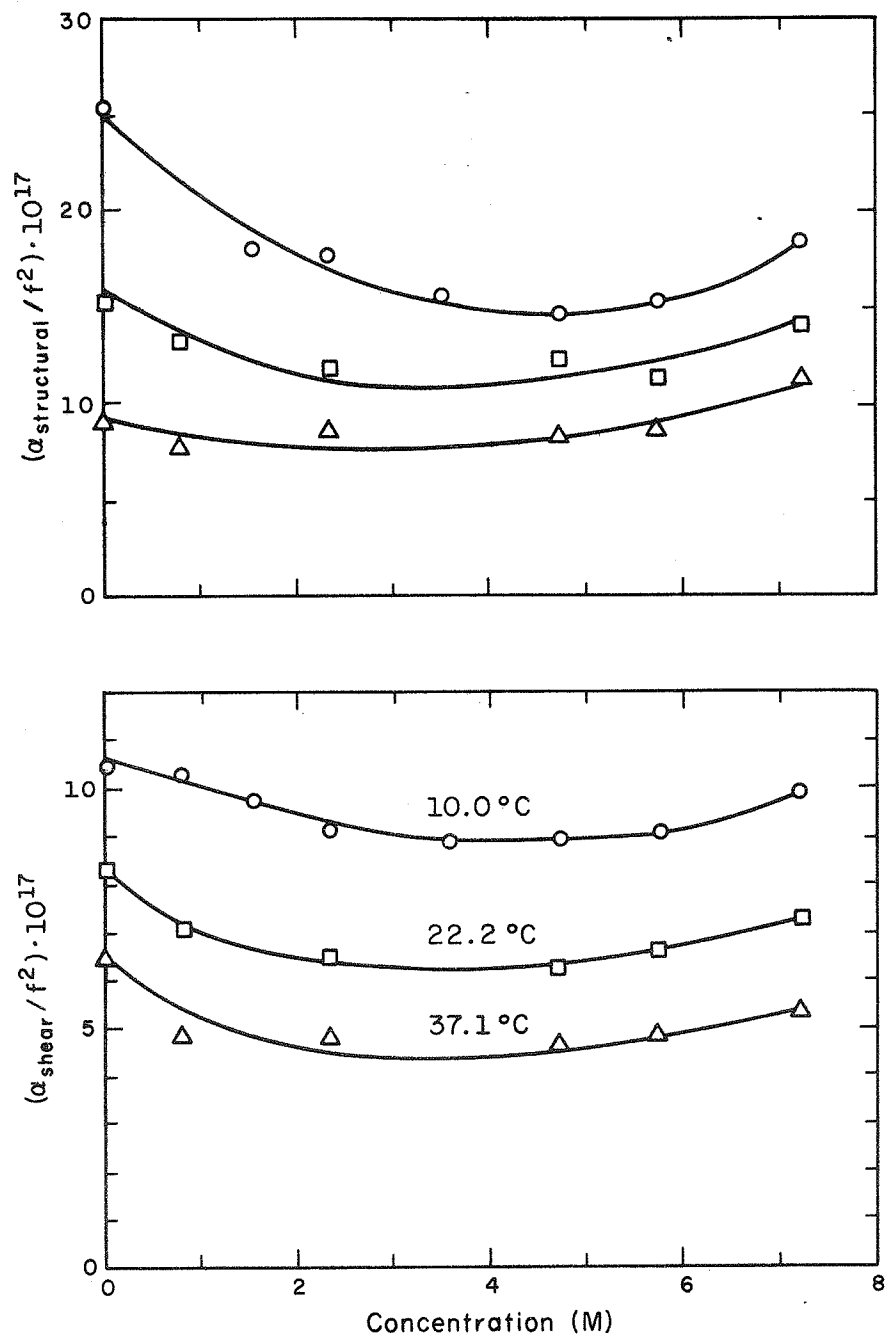 30
20
10
0
(α_structural / f²)·10¹⁷
10
5
0
(α_shear / f²)·10¹⁷
10.0 °C
22.2 °C
37.1 °C
0 2 4 6 8
Concentration (M)